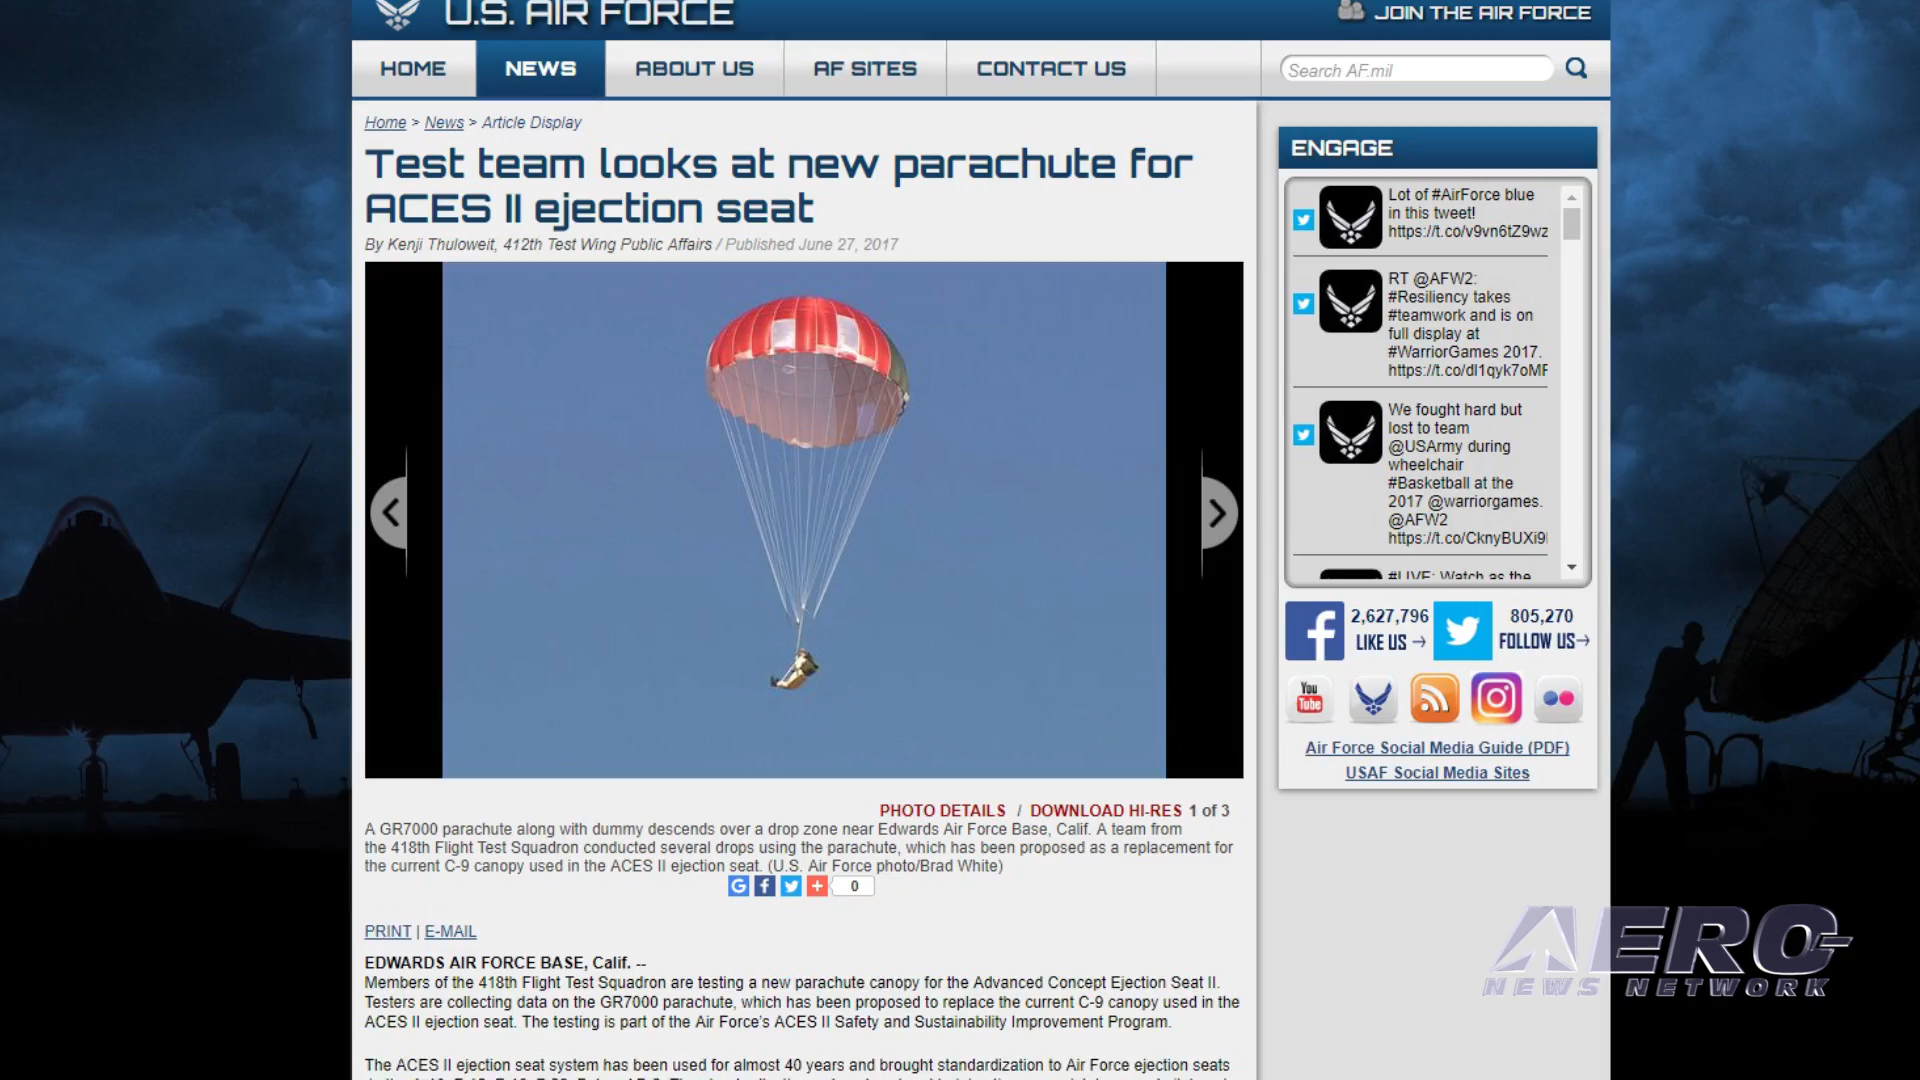 U.S. AIR FORCE
JOIN THE AIR FORCE
HOME
NEWS
ABOUT US
AF SITES
CONTACT US
Search AF.mil
Home > News > Article Display
Test team looks at new parachute for
ACES II ejection seat
By Kenji Thuloweit, 412th Test Wing Public Affairs / Published June 27, 2017
PHOTO DETAILS / DOWNLOAD HI-RES 1 of 3
A GR7000 parachute along with dummy descends over a drop zone near Edwards Air Force Base, Calif. A team from
the 418th Flight Test Squadron conducted several drops using the parachute, which has been proposed as a replacement for
the current C-9 canopy used in the ACES II ejection seat. (U.S. Air Force photo/Brad White)
0
PRINT | E-MAIL
EDWARDS AIR FORCE BASE, Calif. --
Members of the 418th Flight Test Squadron are testing a new parachute canopy for the Advanced Concept Ejection Seat II.
Testers are collecting data on the GR7000 parachute, which has been proposed to replace the current C-9 canopy used in the
ACES II ejection seat. The testing is part of the Air Force's ACES II Safety and Sustainability Improvement Program.
The ACES II ejection seat system has been used for almost 40 years and brought standardization to Air Force ejection seats
ENGAGE
Lot of #AirForce blue
in this tweet!
https://t.co/v9vn6tZ9wz
RT @AFW2:
#Resiliency takes
#teamwork and is on
full display at
#WarriorGames 2017.
https://t.co/dl1qyk7oMF
We fought hard but
lost to team
@USArmy during
wheelchair
#Basketball at the
2017 @warriorgames.
@AFW2
https://t.co/CknyBUXi9
#LIVE: Watch as the
2,627,796
LIKE US →
805,270
FOLLOW US→
You
Tube
Air Force Social Media Guide (PDF)
USAF Social Media Sites
AERO-
NEWS NETWORK